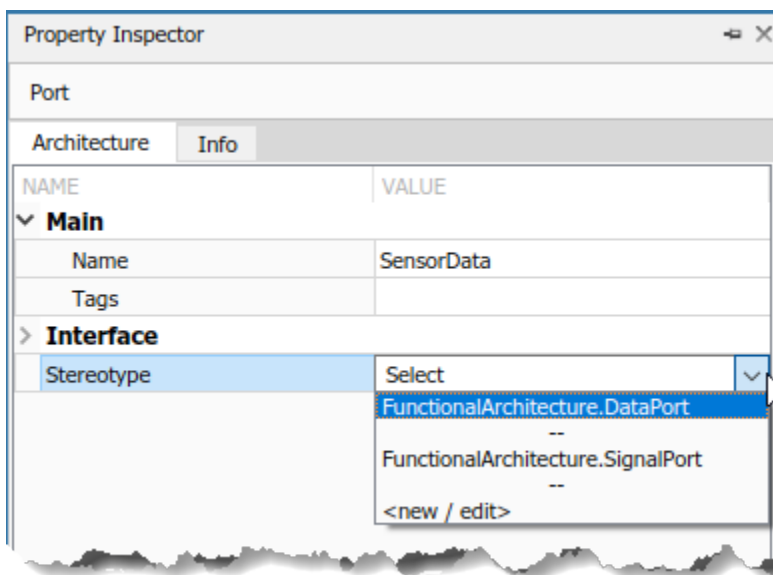 Property Inspector
Port
Architecture Info
NAME VALUE
Main
Name SensorData
Tags
Interface
Stereotype Select
FunctionalArchitecture.DataPort
--
FunctionalArchitecture.SignalPort
--
<new / edit>